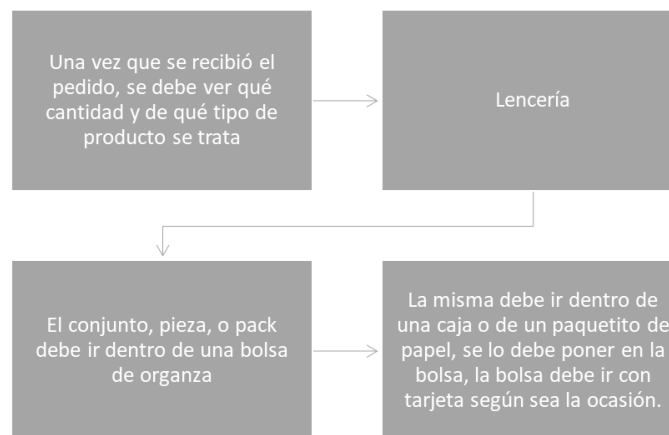 Una vez que se recibió el
pedido, se debe ver qué
cantidad y de qué tipo de
producto se trata
Lencería
El conjunto, pieza, o pack
debe ir dentro de una bolsa
de organza
La misma debe ir dentro de
una caja o de un paquetito de
papel, se lo debe poner en la
bolsa, la bolsa debe ir con
tarjeta según sea la ocasión.